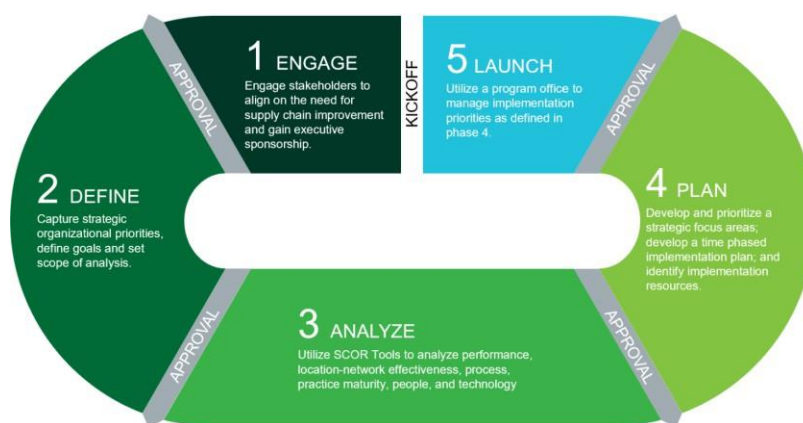 1 ENGAGE
Engage stakeholders to
align on the need for
supply chain improvement
and gain executive
sponsorship.
APPROVAL
2 DEFINE
Capture strategic
organizational priorities,
define goals and set
scope of analysis.
APPROVAL
3 ANALYZE
Utilize SCOR Tools to analyze performance,
location-network effectiveness, process,
practice maturity, people, and technology
APPROVAL
4 PLAN
Develop and prioritize a
strategic focus areas;
develop a time phased
implementation plan; and
identify implementation
resources.
APPROVAL
5 LAUNCH
Utilize a program office to
manage implementation
priorities as defined in
phase 4.
KICKOFF